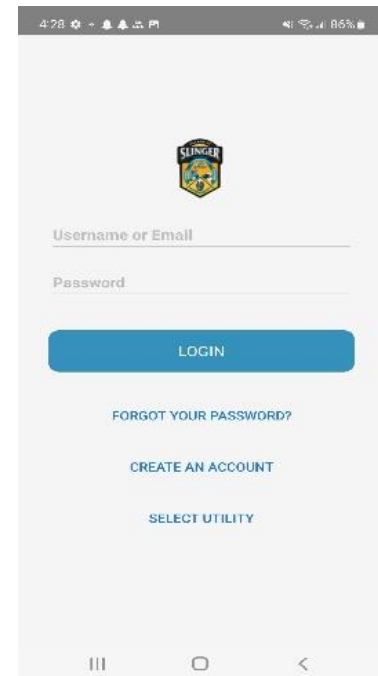 4:28
86%
SLINGER
Username or Email
Password
LOGIN
FORGOT YOUR PASSWORD?
CREATE AN ACCOUNT
SELECT UTILITY